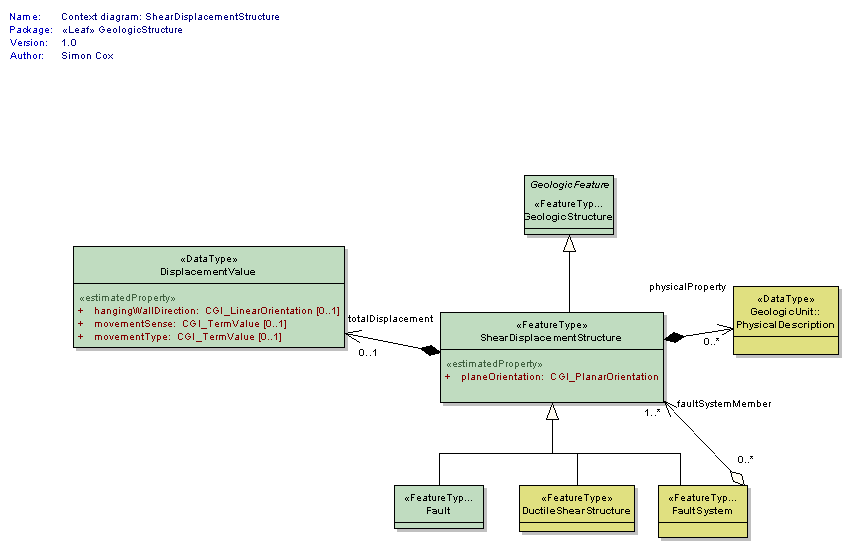 Name: Context diagram: ShearDisplacementStructure
Package: «Leaf» GeologicStructure
Version: 1.0
Author: Simon Cox
GeologicFeature
«FeatureTyp...
GeologicStructure
«DataType»
DisplacementValue
«estimatedProperty»
+ hangingWallDirection: CGI_LinearOrientation [0..1]
+ movementSense: CGI_TermValue [0..1]
+ movementType: CGI_TermValue [0..1]
totalDisplacement
0..1
physicalProperty
0..*
«DataType»
GeologicUnit::
PhysicalDescription
«FeatureType»
ShearDisplacementStructure
«estimatedProperty»
+ planeOrientation: CGI_PlanarOrientation
faultSystemMember
1..*
0..*
«FeatureTyp...
Fault
«FeatureType»
DuctileShearStructure
«FeatureTyp...
FaultSystem